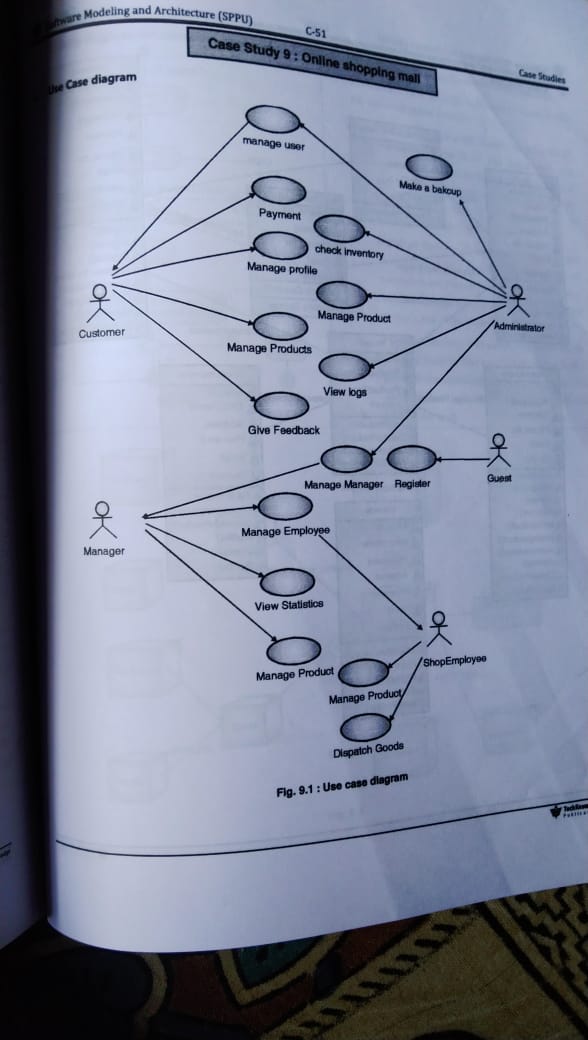 Software Modeling and Architecture (SPPU)
C-51
Case Studies
Case Study 9 : Online shopping mall
Use Case diagram
manage user
Make a bakcup
Payment
check inventory
Manage profile
Manage Product
Customer
Administrator
Manage Products
View logs
Give Feedback
Manage Manager
Register
Guest
Manager
Manage Employee
View Statistics
Manage Product
ShopEmployee
Manage Product
Dispatch Goods
Fig. 9.1 : Use case diagram